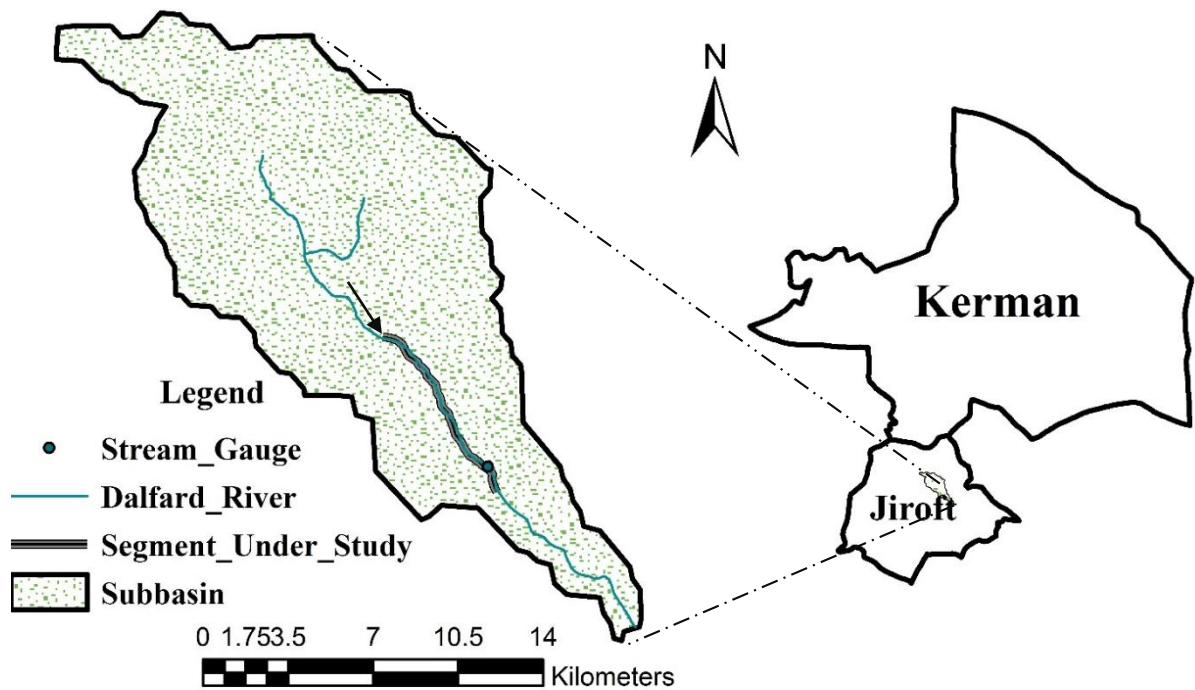 N
Kerman
Jiroft
Legend
Stream_Gauge
Dalfard_River
Segment_Under_Study
Subbasin
0 1.753.5 7 10.5 14
Kilometers